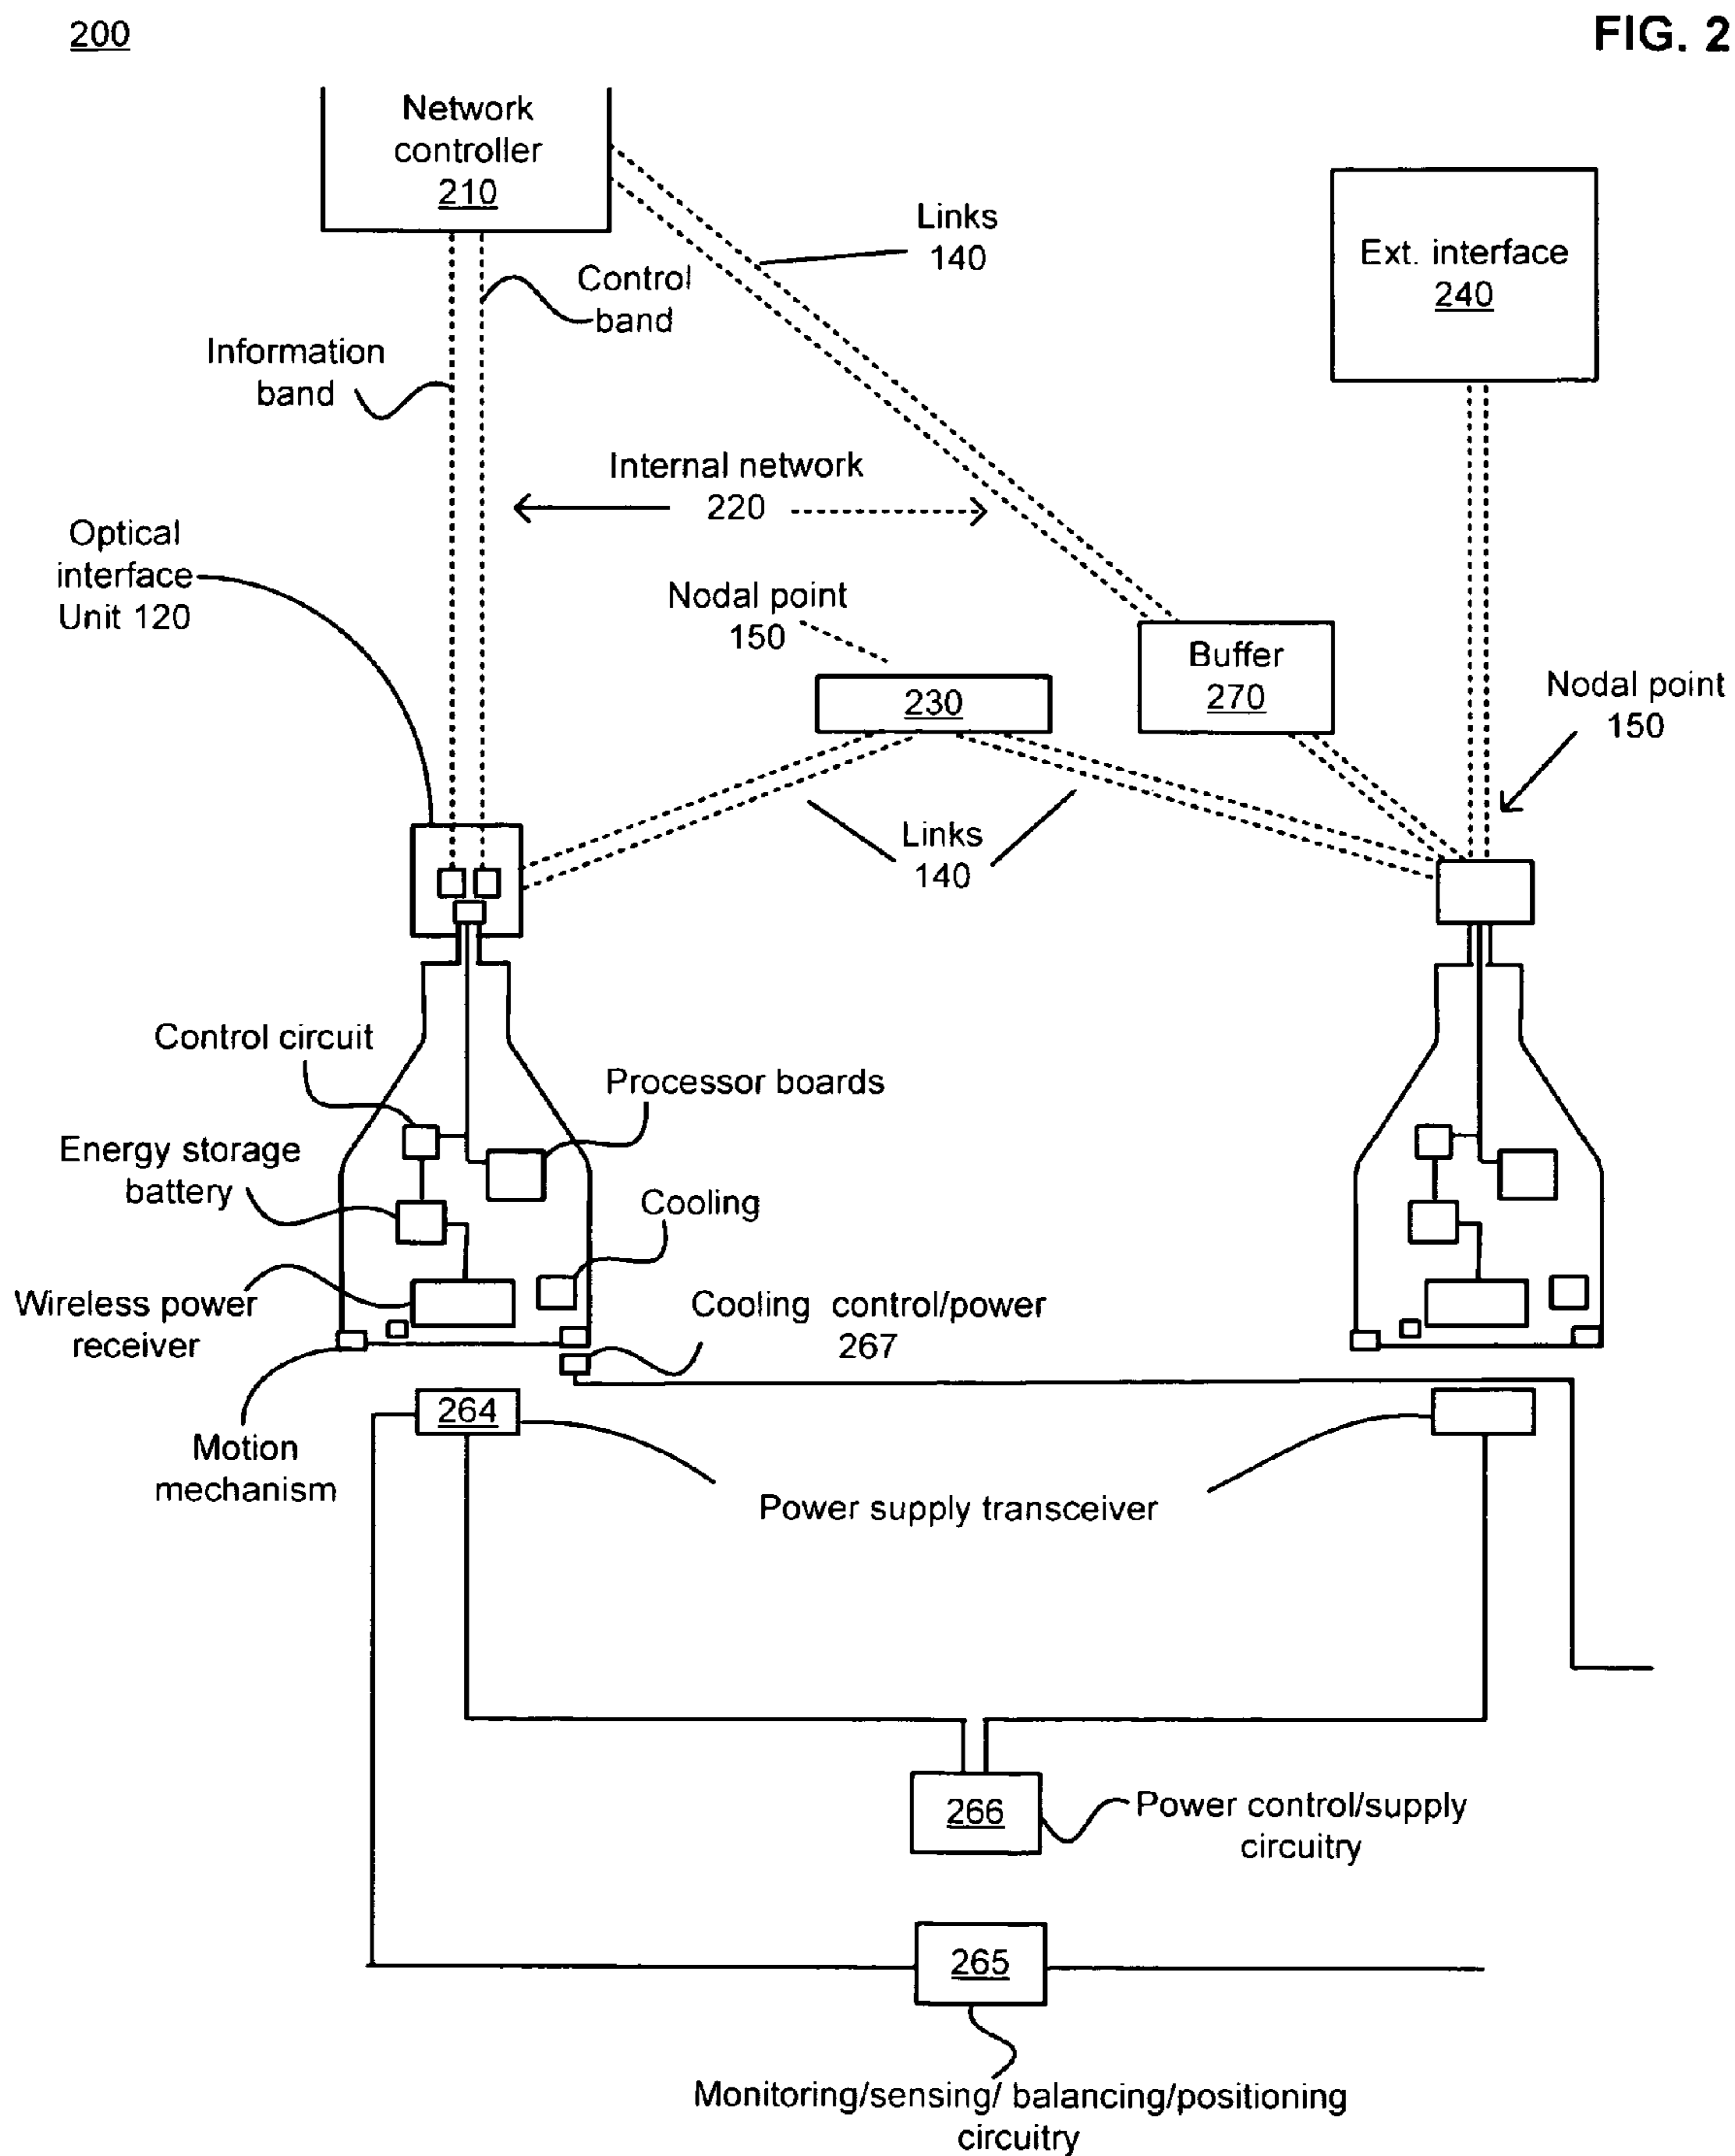 200
FIG. 2
Network
controller
210
Links
140
Ext. interface
240
Control
band
Information
band
Internal network
220
Optical
interface
Unit 120
Nodal point
150
Buffer
270
230
Nodal point
150
Links
140
Control circuit
Processor boards
Energy storage
battery
Cooling
Wireless power
receiver
Cooling control/power
267
264
Motion
mechanism
Power supply transceiver
266
Power control/supply
circuitry
265
Monitoring/sensing/ balancing/positioning
circuitry